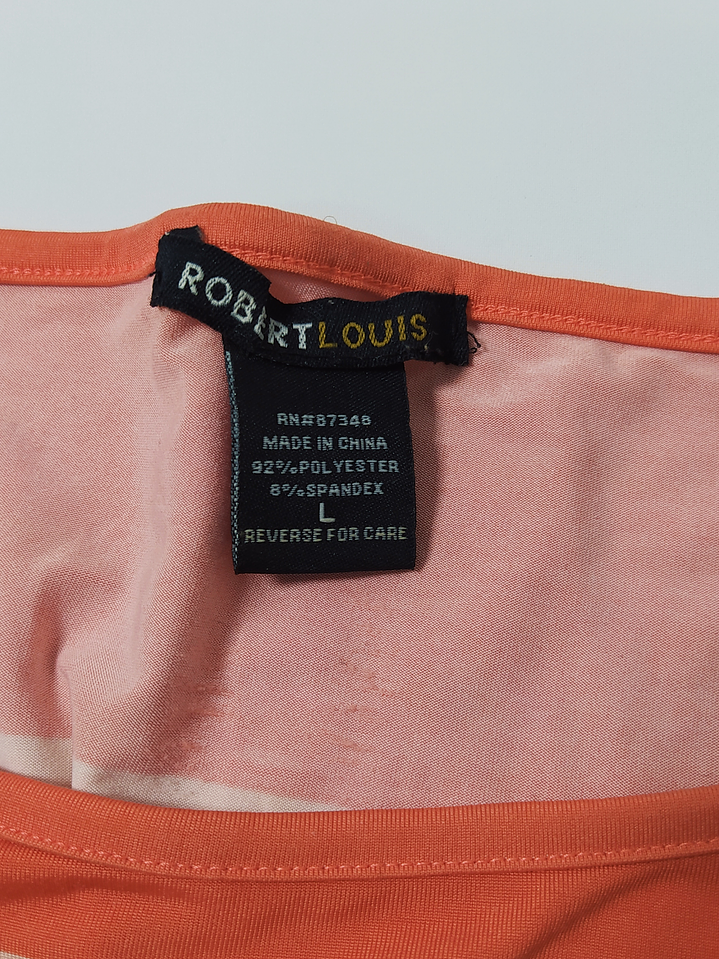 ROBERTLOUIS
RN#87348
MADE IN CHINA
92%POLYESTER
8%SPANDEX
L
REVERSE FOR CARE